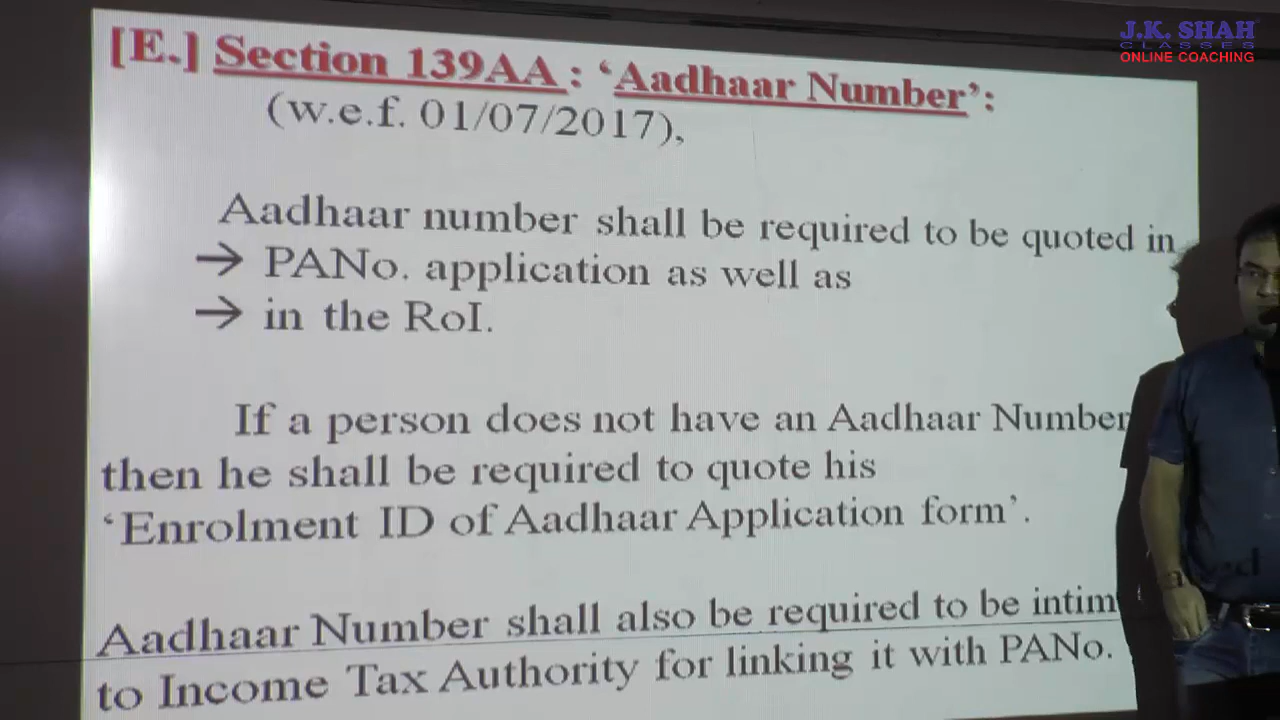 J.K. SHAH
CLASSES
ONLINE COACHING
[E.] Section 139AA : ‘Aadhaar Number’:
(w.e.f. 01/07/2017),
Aadhaar number shall be required to be quoted in
→ PANo. application as well as
→ in the RoI.
If a person does not have an Aadhaar Number
then he shall be required to quote his
‘Enrolment ID of Aadhaar Application form’.
Aadhaar Number shall also be required to be
to Income Tax Authority for linking it with PANo.